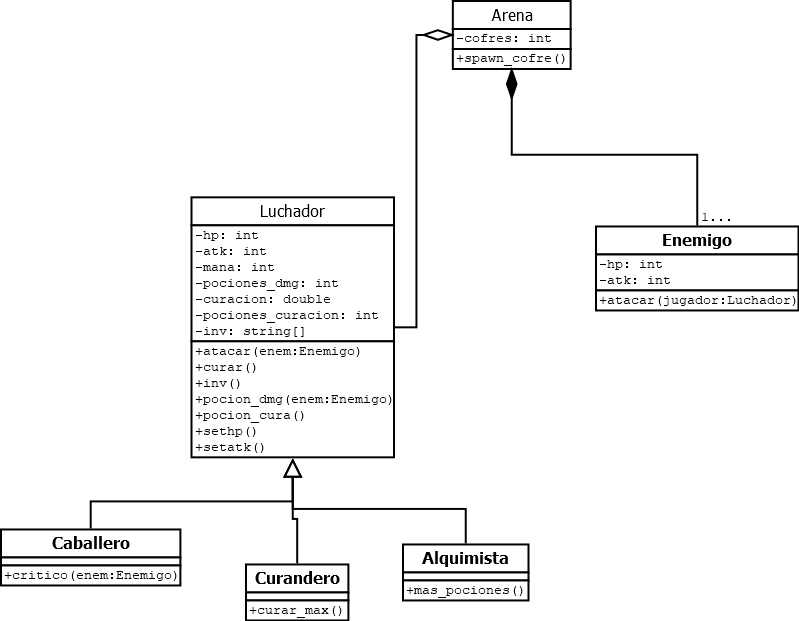 Arena
-cofres: int
+spawn_cofre()
Luchador
-hp: int
-atk: int
-mana: int
-pociones_dmg: int
-curacion: double
-pociones_curacion: int
-inv: string[]
+atacar(enem:Enemigo)
+curar()
+inv()
+pocion_dmg(enem:Enemigo)
+pocion_cura()
+sethp()
+setatk()
1...
Enemigo
-hp: int
-atk: int
+atacar(jugador:Luchador)
Caballero
+critico(enem:Enemigo)
Curandero
+curar_max()
Alquimista
+mas_pociones()